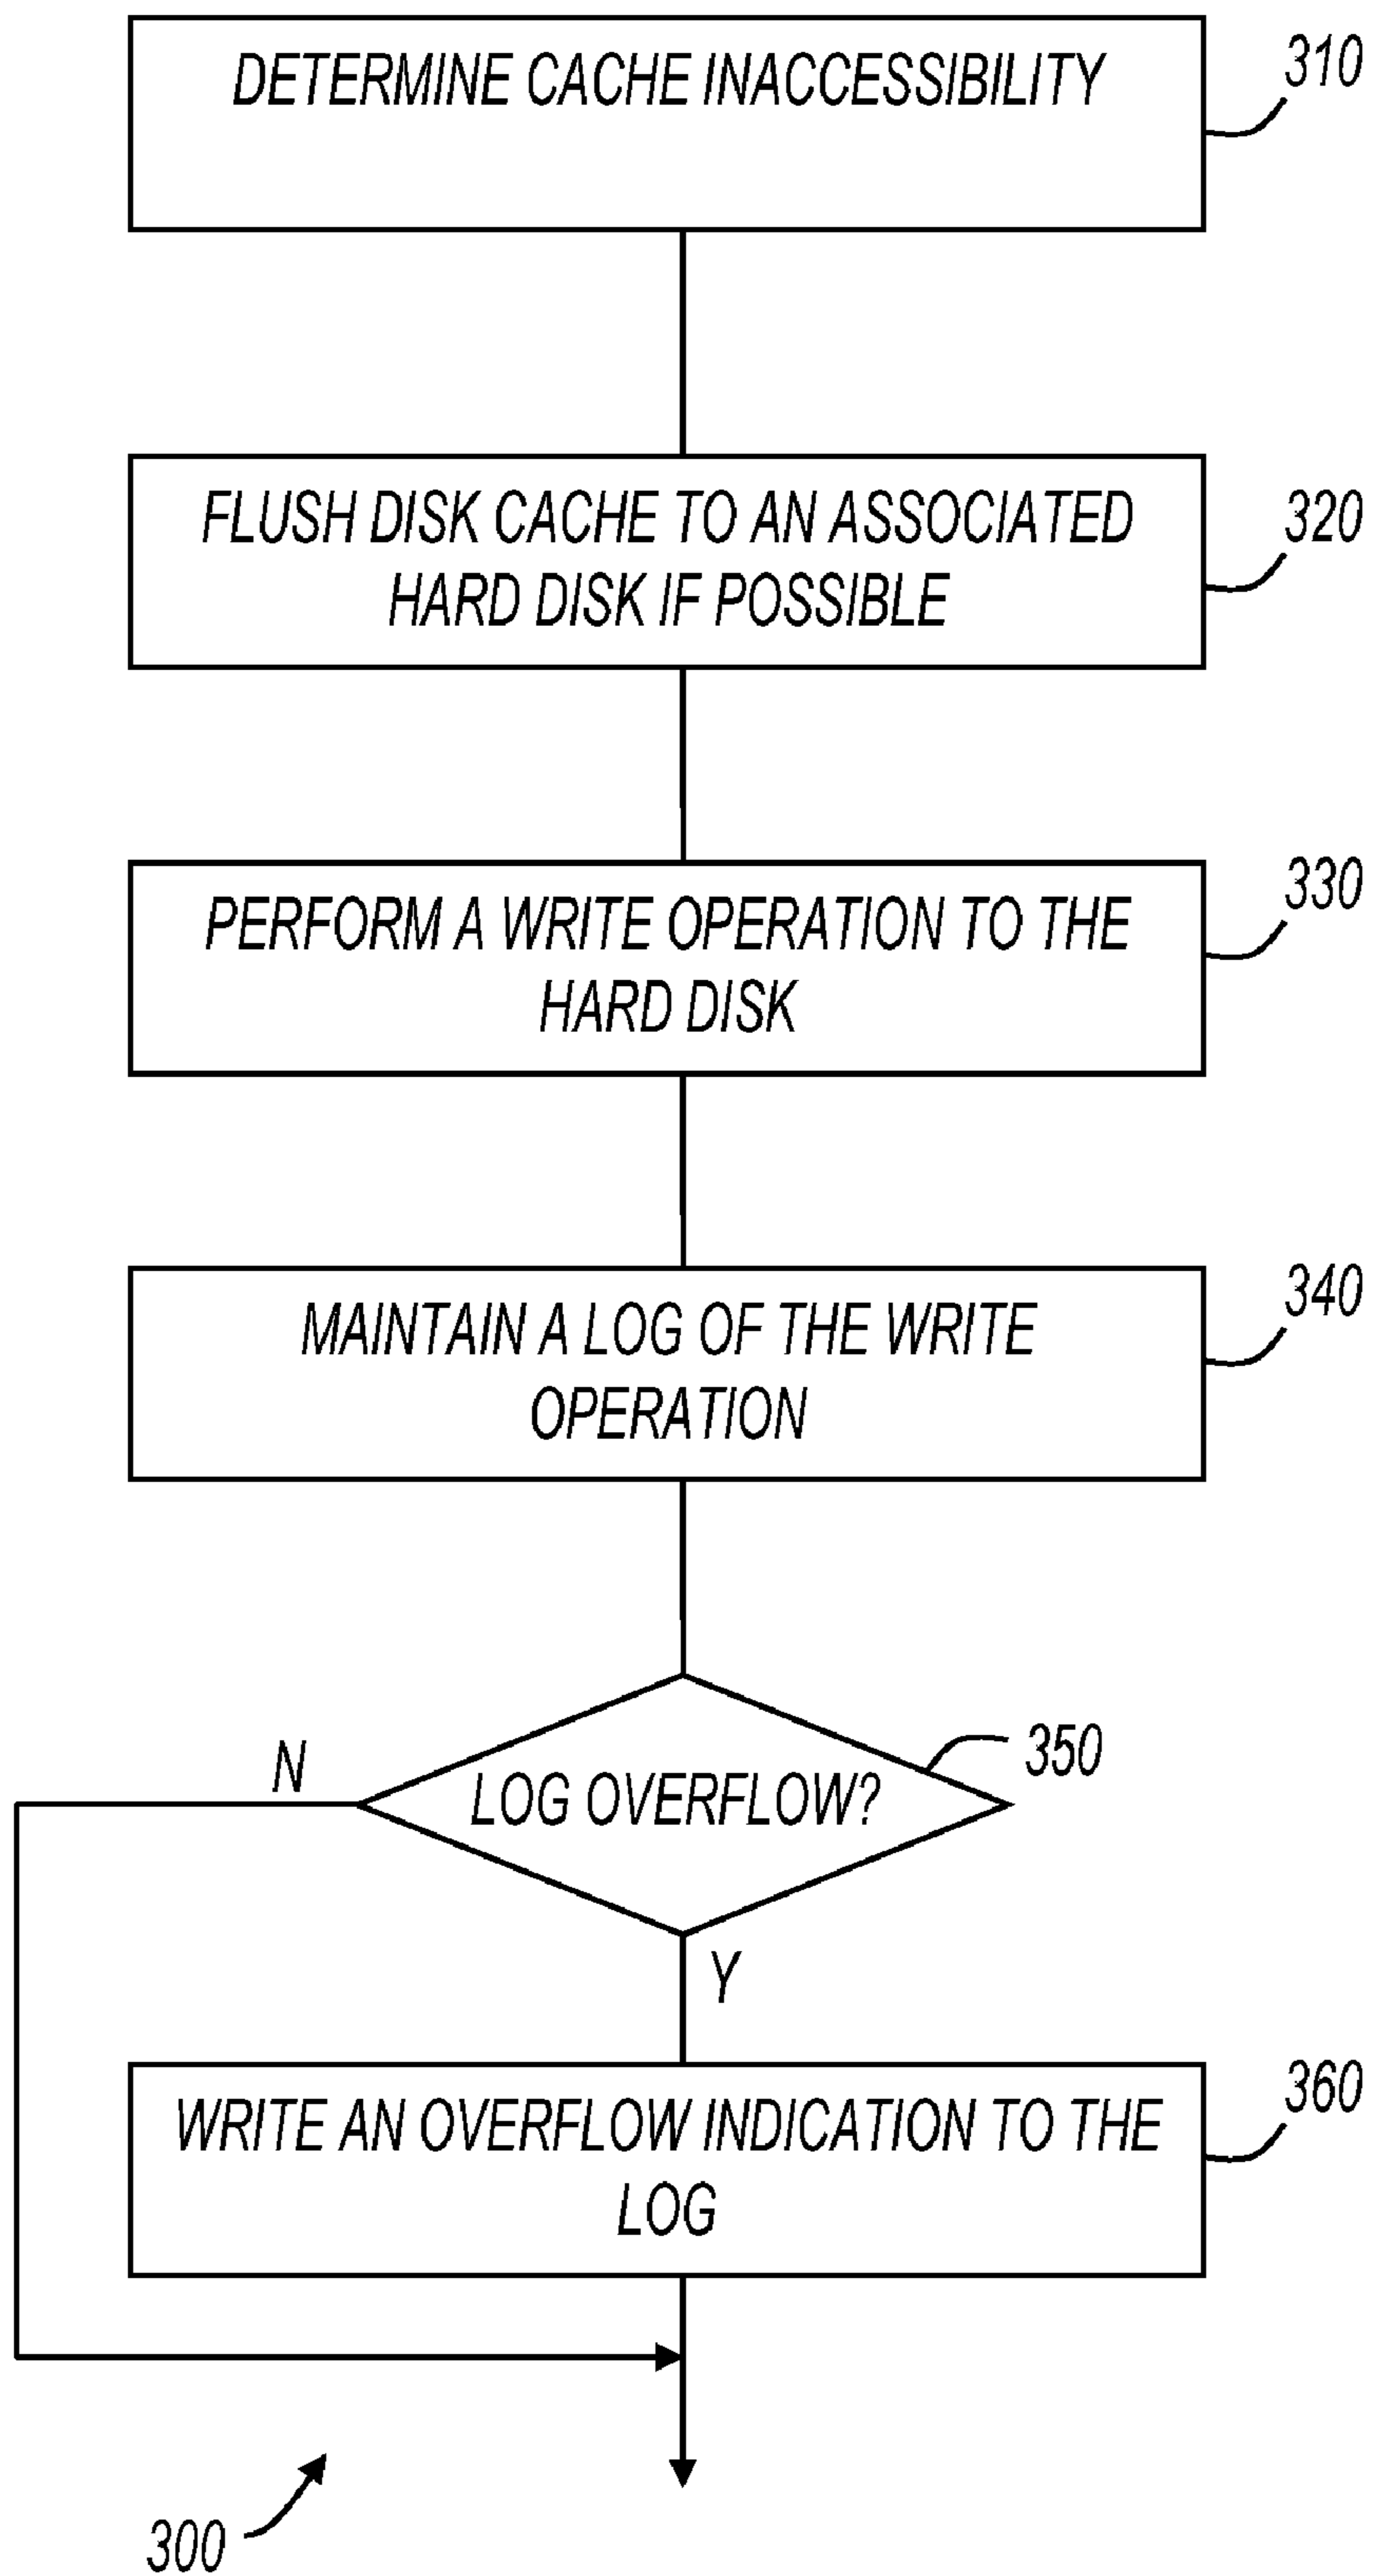 DETERMINE CACHE INACCESSIBILITY
310
FLUSH DISK CACHE TO AN ASSOCIATED
HARD DISK IF POSSIBLE
320
PERFORM A WRITE OPERATION TO THE
HARD DISK
330
MAINTAIN A LOG OF THE WRITE
OPERATION
340
N
LOG OVERFLOW?
350
Y
WRITE AN OVERFLOW INDICATION TO THE
LOG
360
300